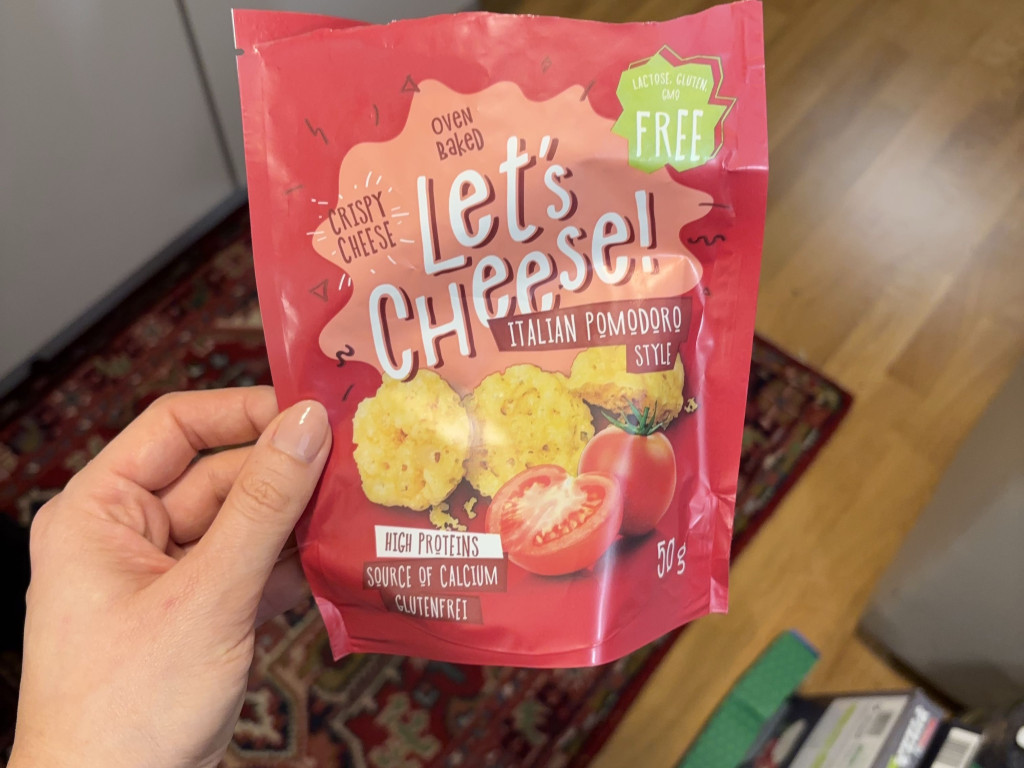 LACTOSE, GLUTEN,
GMO
FREE
OVEN
BAKED
CRISPY
CHEESE
Let's
CHeese!
ITALIAN POMODORO
STYLE
HIGH PROTEINS
SOURCE OF CALCIUM
GLUTENFREI
50 g